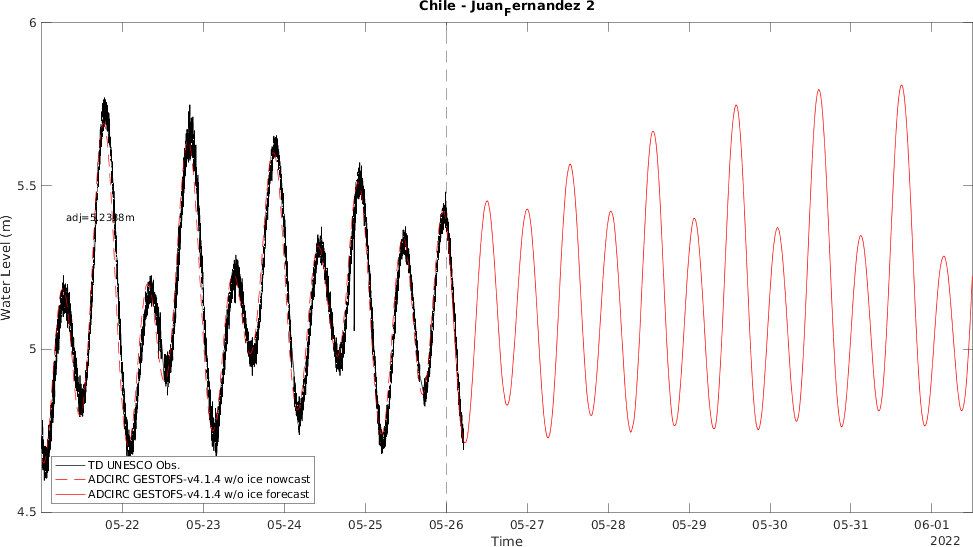 Chile - Juan_Fernandez 2
6
5.5
5
4.5
Water Level (m)
adj=5.2388m
TD UNESCO Obs.
ADCIRC GESTOFS-v4.1.4 w/o ice nowcast
ADCIRC GESTOFS-v4.1.4 w/o ice forecast
05-22 05-23 05-24 05-25 05-26 05-27 05-28 05-29 05-30 05-31 06-01
Time
2022